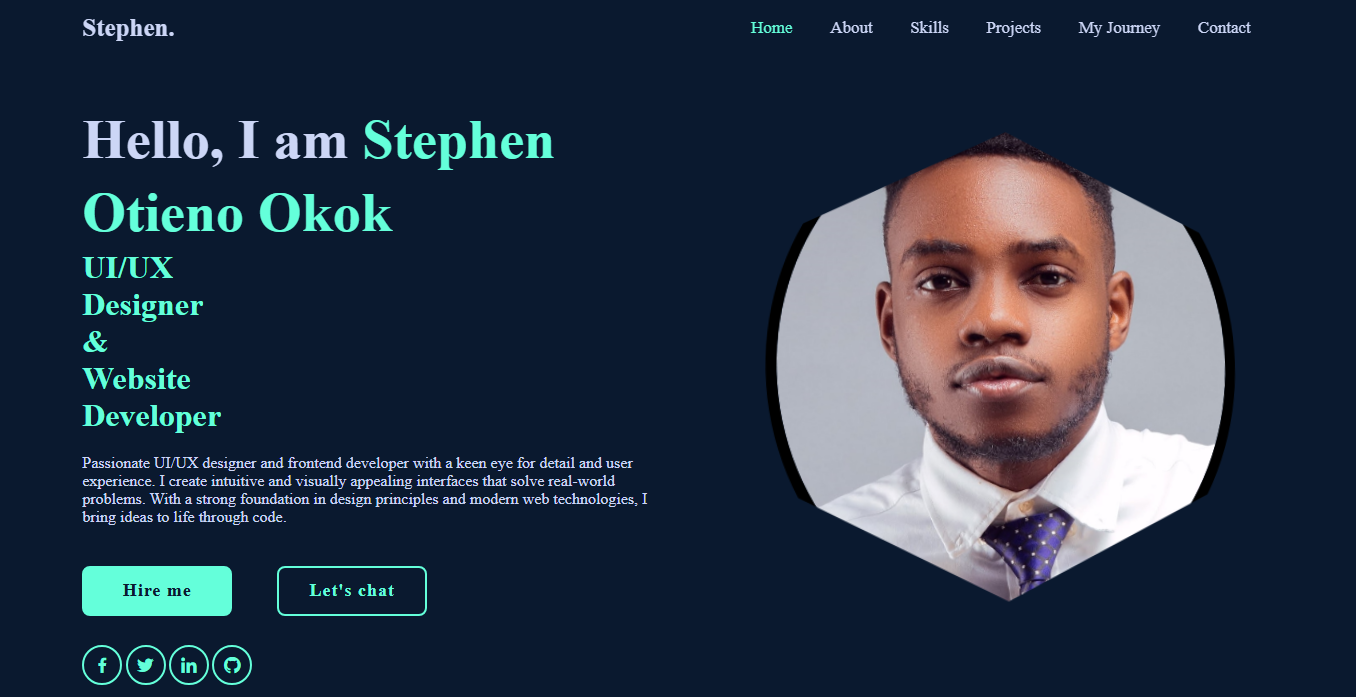 Stephen.
Home About Skills Projects My Journey Contact
Hello, I am Stephen
Otieno Okok
UI/UX
Designer
&
Website
Developer
Passionate UI/UX designer and frontend developer with a keen eye for detail and user
experience. I create intuitive and visually appealing interfaces that solve real-world
problems. With a strong foundation in design principles and modern web technologies, I
bring ideas to life through code.
Hire me
Let's chat